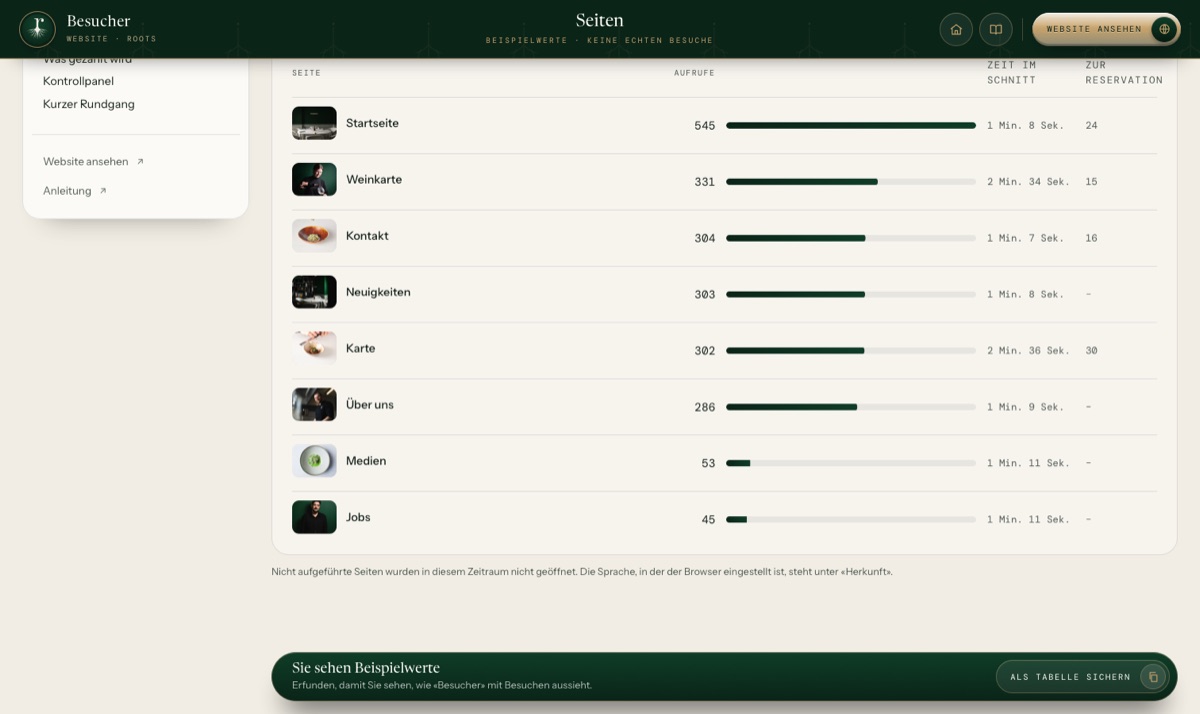 Besucher
WEBSITE · ROOTS
Seiten
BEISPIELWERTE · KEINE ECHTEN BESUCHE
WEBSITE ANSEHEN
Was gezählt wird
Kontrollpanel
Kurzer Rundgang
Website ansehen ↗
Anleitung ↗
SEITE AUFRUFE ZEIT IM SCHNITT ZUR RESERVATION
Startseite 545 1 Min. 8 Sek. 24
Weinkarte 331 2 Min. 34 Sek. 15
Kontakt 304 1 Min. 7 Sek. 16
Neuigkeiten 303 1 Min. 8 Sek. –
Karte 302 2 Min. 36 Sek. 30
Über uns 286 1 Min. 9 Sek. –
Medien 53 1 Min. 11 Sek. –
Jobs 45 1 Min. 11 Sek. –
Nicht aufgeführte Seiten wurden in diesem Zeitraum nicht geöffnet. Die Sprache, in der der Browser eingestellt ist, steht unter «Herkunft».
Sie sehen Beispielwerte
Erfunden, damit Sie sehen, wie «Besucher» mit Besuchen aussieht.
ALS TABELLE SICHERN